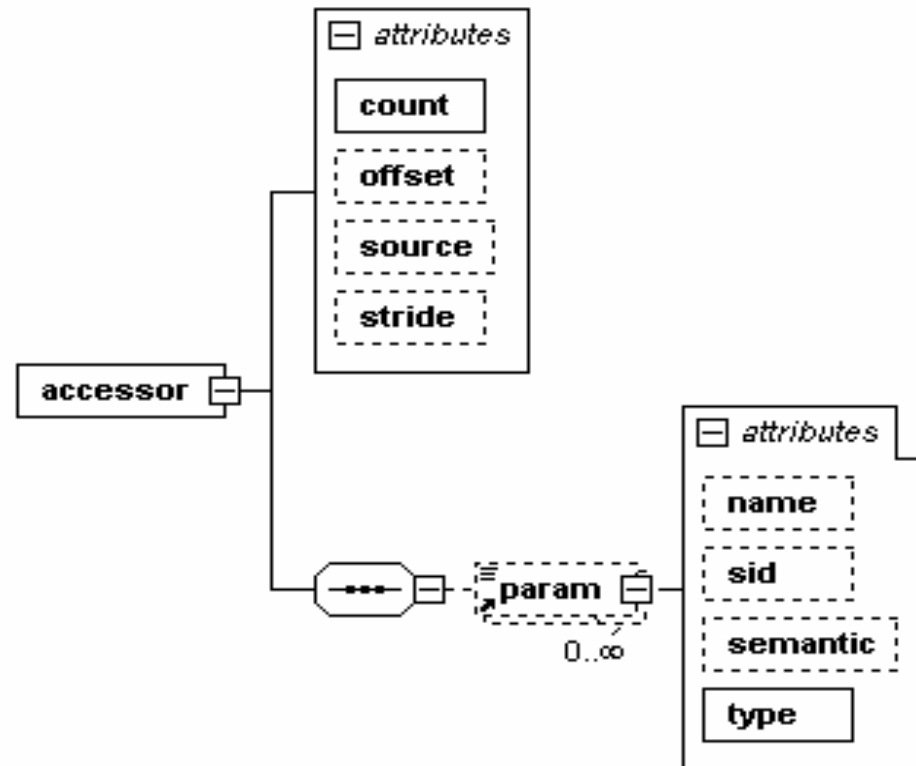 attributes
count
offset
source
stride
accessor
attributes
name
sid
semantic
type
param
0..∞